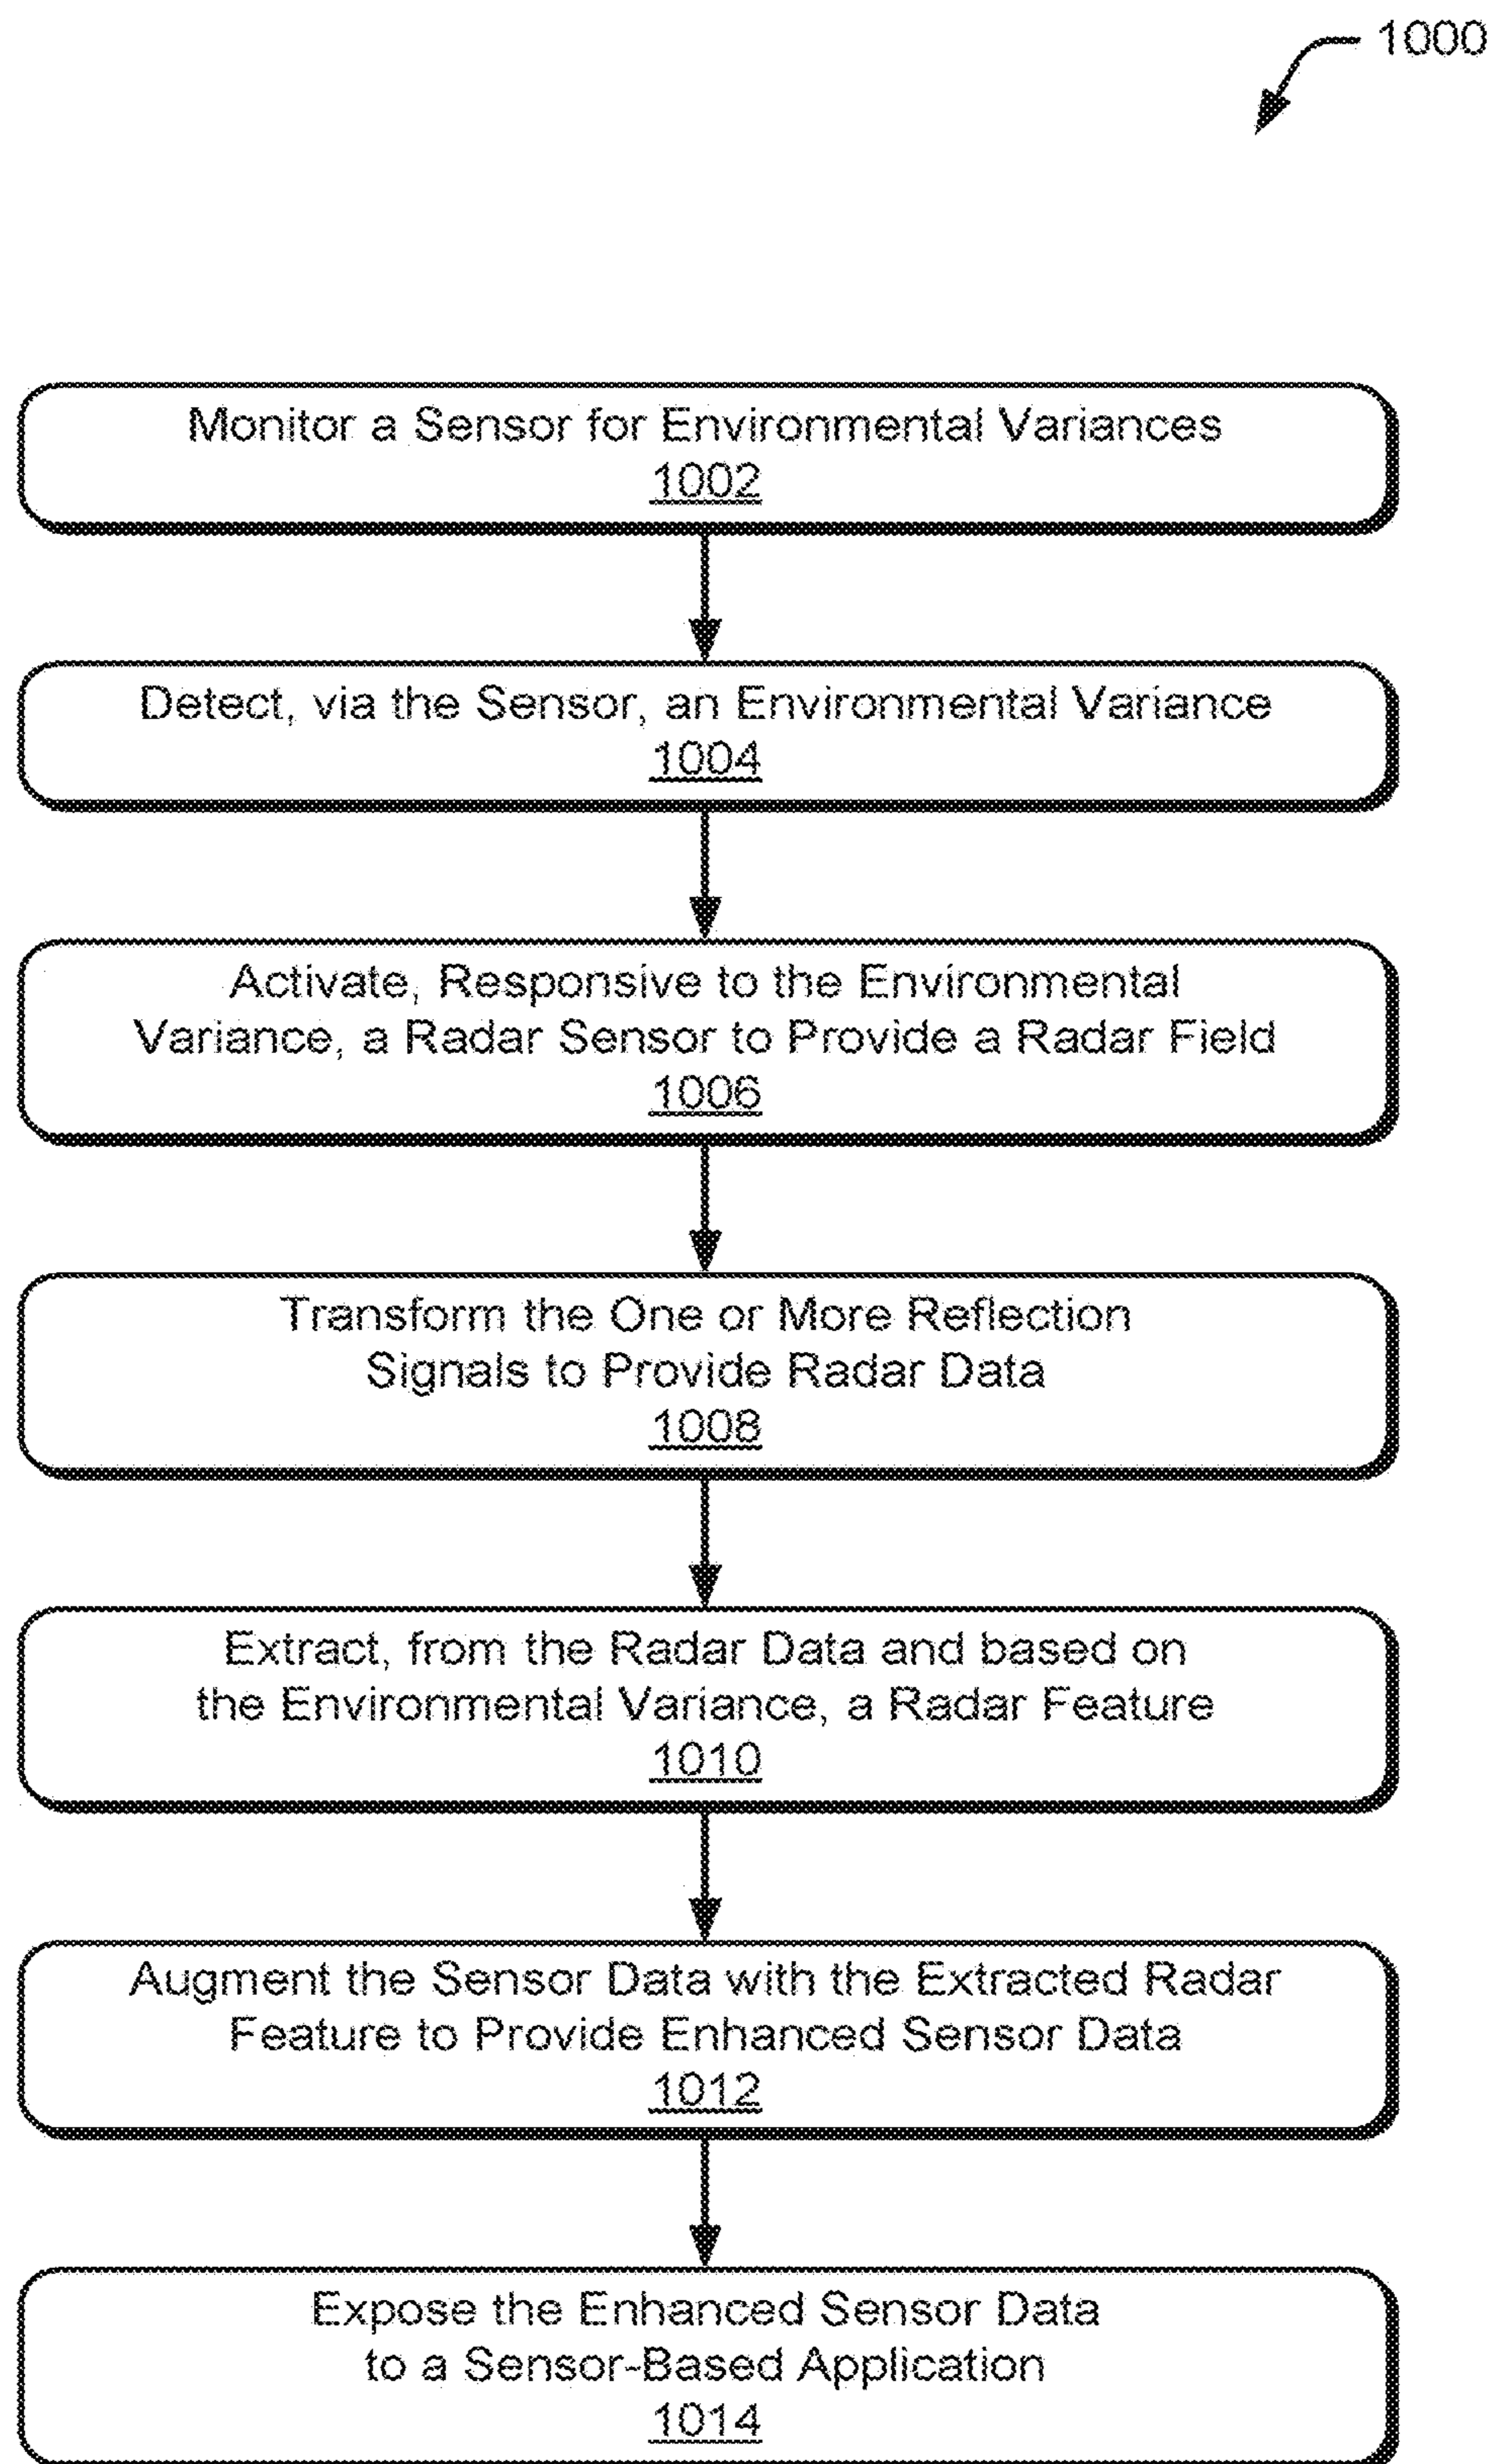 1000
Monitor a Sensor for Environmental Variances
1002
Detect, via the Sensor, an Environmental Variance
1004
Activate, Responsive to the Environmental
Variance, a Radar Sensor to Provide a Radar Field
1006
Transform the One or More Reflection
Signals to Provide Radar Data
1008
Extract, from the Radar Data and based on
the Environmental Variance, a Radar Feature
1010
Augment the Sensor Data with the Extracted Radar
Feature to Provide Enhanced Sensor Data
1012
Expose the Enhanced Sensor Data
to a Sensor-Based Application
1014